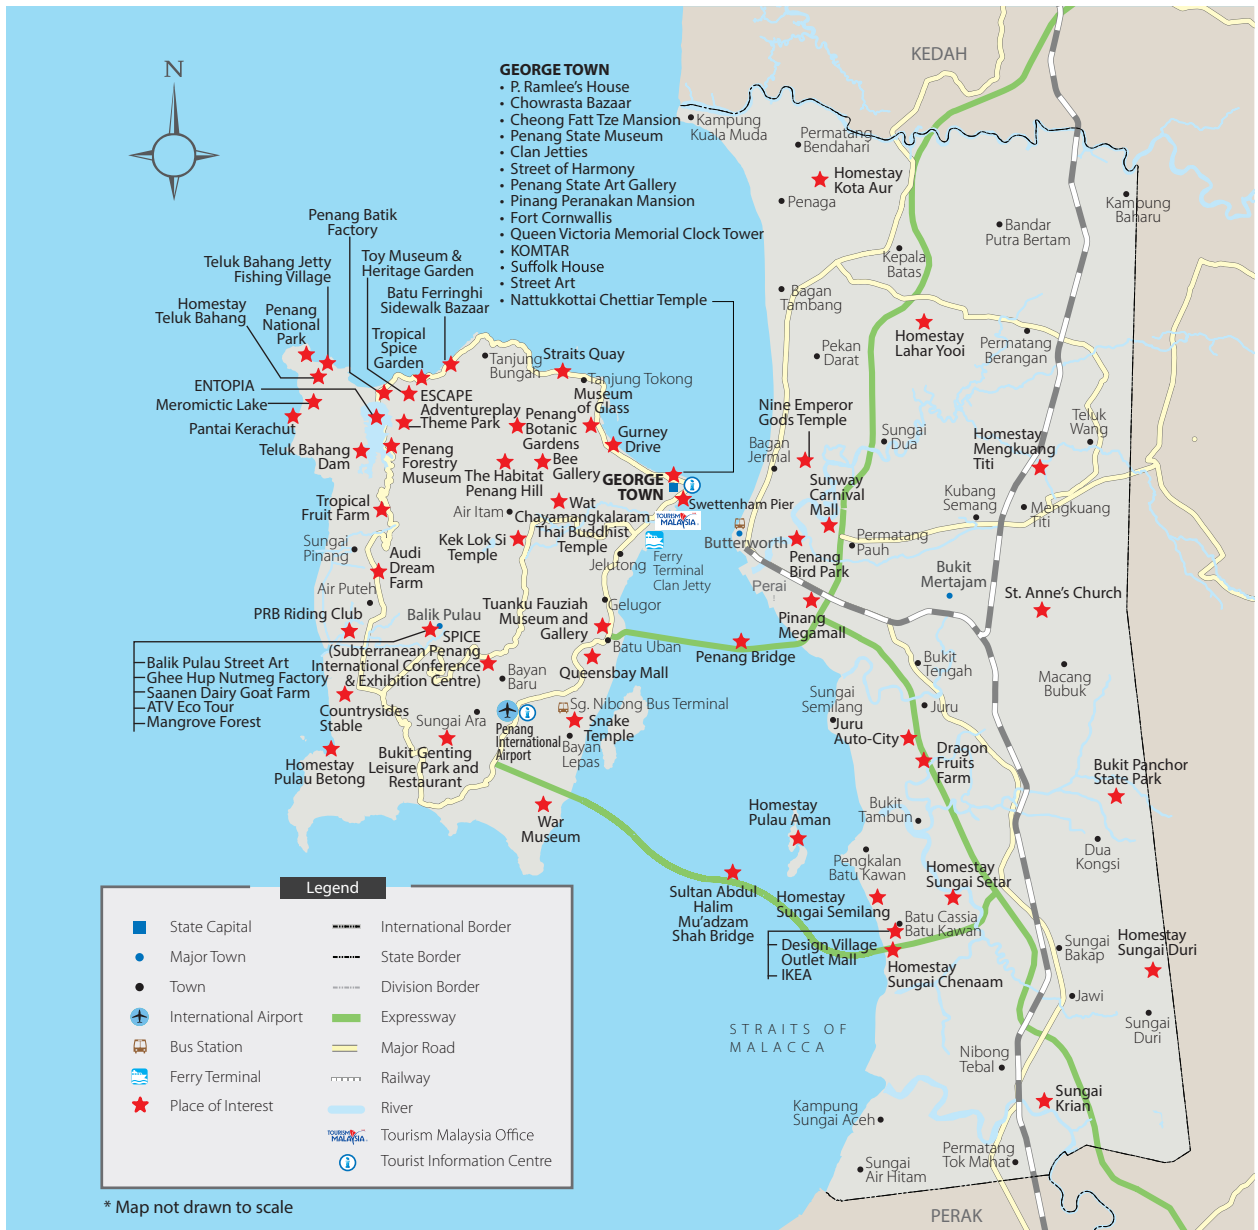 KEDAH
N
GEORGE TOWN
• P. Ramlee's House
• Chowrasta Bazaar
• Cheong Fatt Tze Mansion
• Penang State Museum
• Clan Jetties
• Street of Harmony
• Penang State Art Gallery
• Pinang Peranakan Mansion
• Fort Cornwallis
• Queen Victoria Memorial Clock Tower
• KOMTAR
• Suffolk House
• Street Art
• Nattukkottai Chettiar Temple
Kampung
Kuala Muda
Permatang
Bendahari
Homestay
Kota Aur
Penaga
Kampung
Baharu
Bandar
Putra Bertam
Kepala
Batas
Bagan
Tambang
Pekan
Darat
Homestay
Lahar Yooi
Permatang
Berangan
Penang Batik
Factory
Teluk Bahang Jetty
Fishing Village
Toy Museum &
Heritage Garden
Homestay
Teluk Bahang
Penang
National
Park
Batu Ferringhi
Sidewalk Bazaar
Tropical
Spice
Garden
Tanjung
Bungah
Straits Quay
Tanjung Tokong
ENTOPIA
Meromictic Lake
Pantai Kerachut
Teluk Bahang
Dam
ESCAPE
Adventureplay
Theme Park
Penang
Botanic
Gardens
Museum
of Glass
Gurney
Drive
Bee
Gallery
Penang
Forestry
Museum
The Habitat
Penang Hill
GEORGE
TOWN
Swettenham Pier
TOURISM
MALAYSIA
Nine Emperor
Gods Temple
Bagan
Jermal
Sungai
Dua
Homestay
Mengkuang
Titi
Teluk
Wang
Sunway
Carnival
Mall
Kubang
Semang
Mengkuang
Titi
Tropical
Fruit Farm
Air Itam
Wat
Chayamangkalaram
Thai Buddhist
Temple
Kek Lok Si
Temple
Sungai
Pinang
Audi
Dream
Farm
Jelutong
Ferry
Terminal
Clan Jetty
Butterworth
Penang
Bird Park
Permatang
Pauh
Perai
Bukit
Mertajam
St. Anne's Church
Pinang
Megamall
Air Puteh
PRB Riding Club
Balik Pulau
Tuanku Fauziah
Museum and
Gallery
Gelugor
SPICE
(Subterranean Penang
International Conference
& Exhibition Centre)
Batu Uban
Penang Bridge
Queensbay Mall
Balik Pulau Street Art
Ghee Hup Nutmeg Factory
Saanen Dairy Goat Farm
ATV Eco Tour
Mangrove Forest
Bayan
Baru
Countrysides
Stable
Sungai Ara
Penang
International
Airport
Sg. Nibong Bus Terminal
Snake
Temple
Bayan
Lepas
Homestay
Pulau Betong
Bukit Genting
Leisure Park and
Restaurant
War
Museum
Bukit
Tengah
Macang
Bubuk
Sungai
Semilang
Juru
Juru
Auto-City
Dragon
Fruits
Farm
Bukit Panchor
State Park
Homestay
Pulau Aman
Bukit
Tambun
Dua
Kongsi
Pengkalan
Batu Kawan
Homestay
Sungai Setar
Sultan Abdul
Halim
Mu'adzam
Shah Bridge
Homestay
Sungai Semilang
Batu Cassia
Batu Kawan
Design Village
Outlet Mall
IKEA
Homestay
Sungai Chenaam
Sungai
Bakap
Homestay
Sungai Duri
Jawi
Sungai
Duri
STRAITS OF
MALACCA
Nibong
Tebal
Sungai
Krian
Kampung
Sungai Aceh
Permatang
Tok Mahat
Sungai
Air Hitam
PERAK
Legend
State Capital
Major Town
Town
International Airport
Bus Station
Ferry Terminal
Place of Interest
International Border
State Border
Division Border
Expressway
Major Road
Railway
River
TOURISM
MALAYSIA
Tourism Malaysia Office
Tourist Information Centre
* Map not drawn to scale